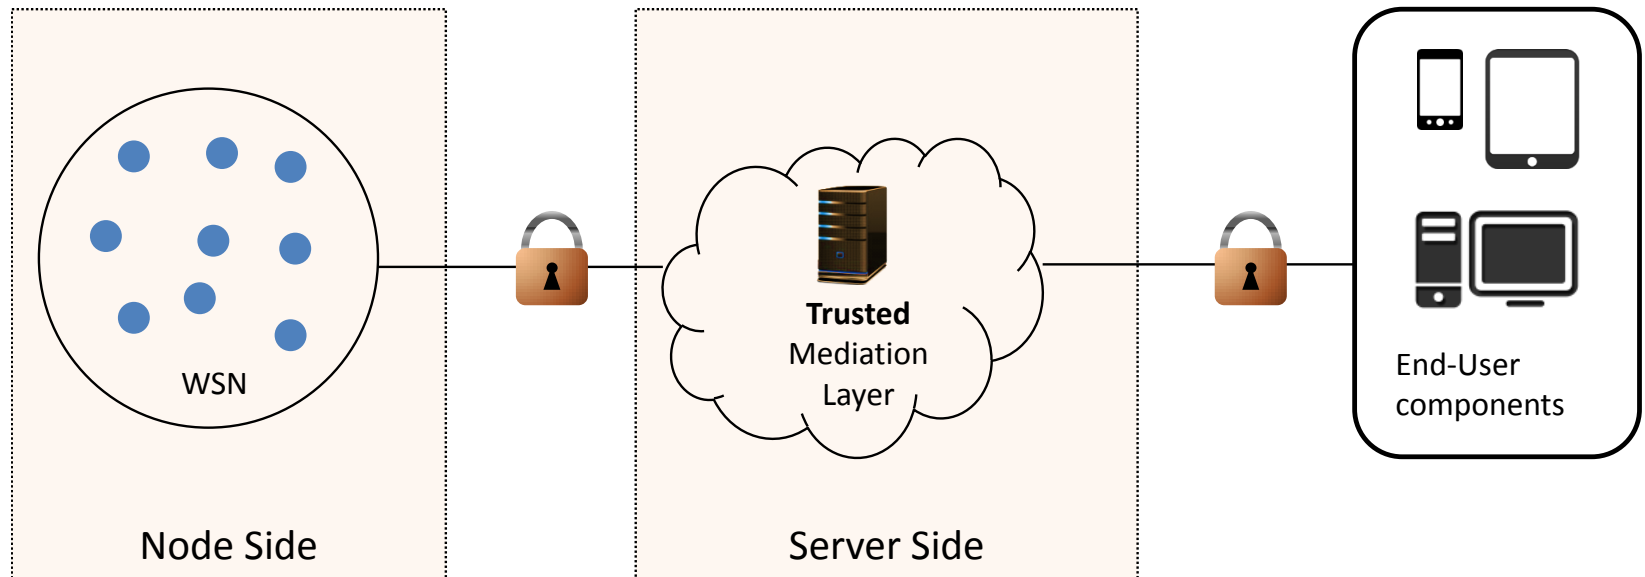 WSN
Node Side
Trusted
Mediation
Layer
Server Side
End-User
components